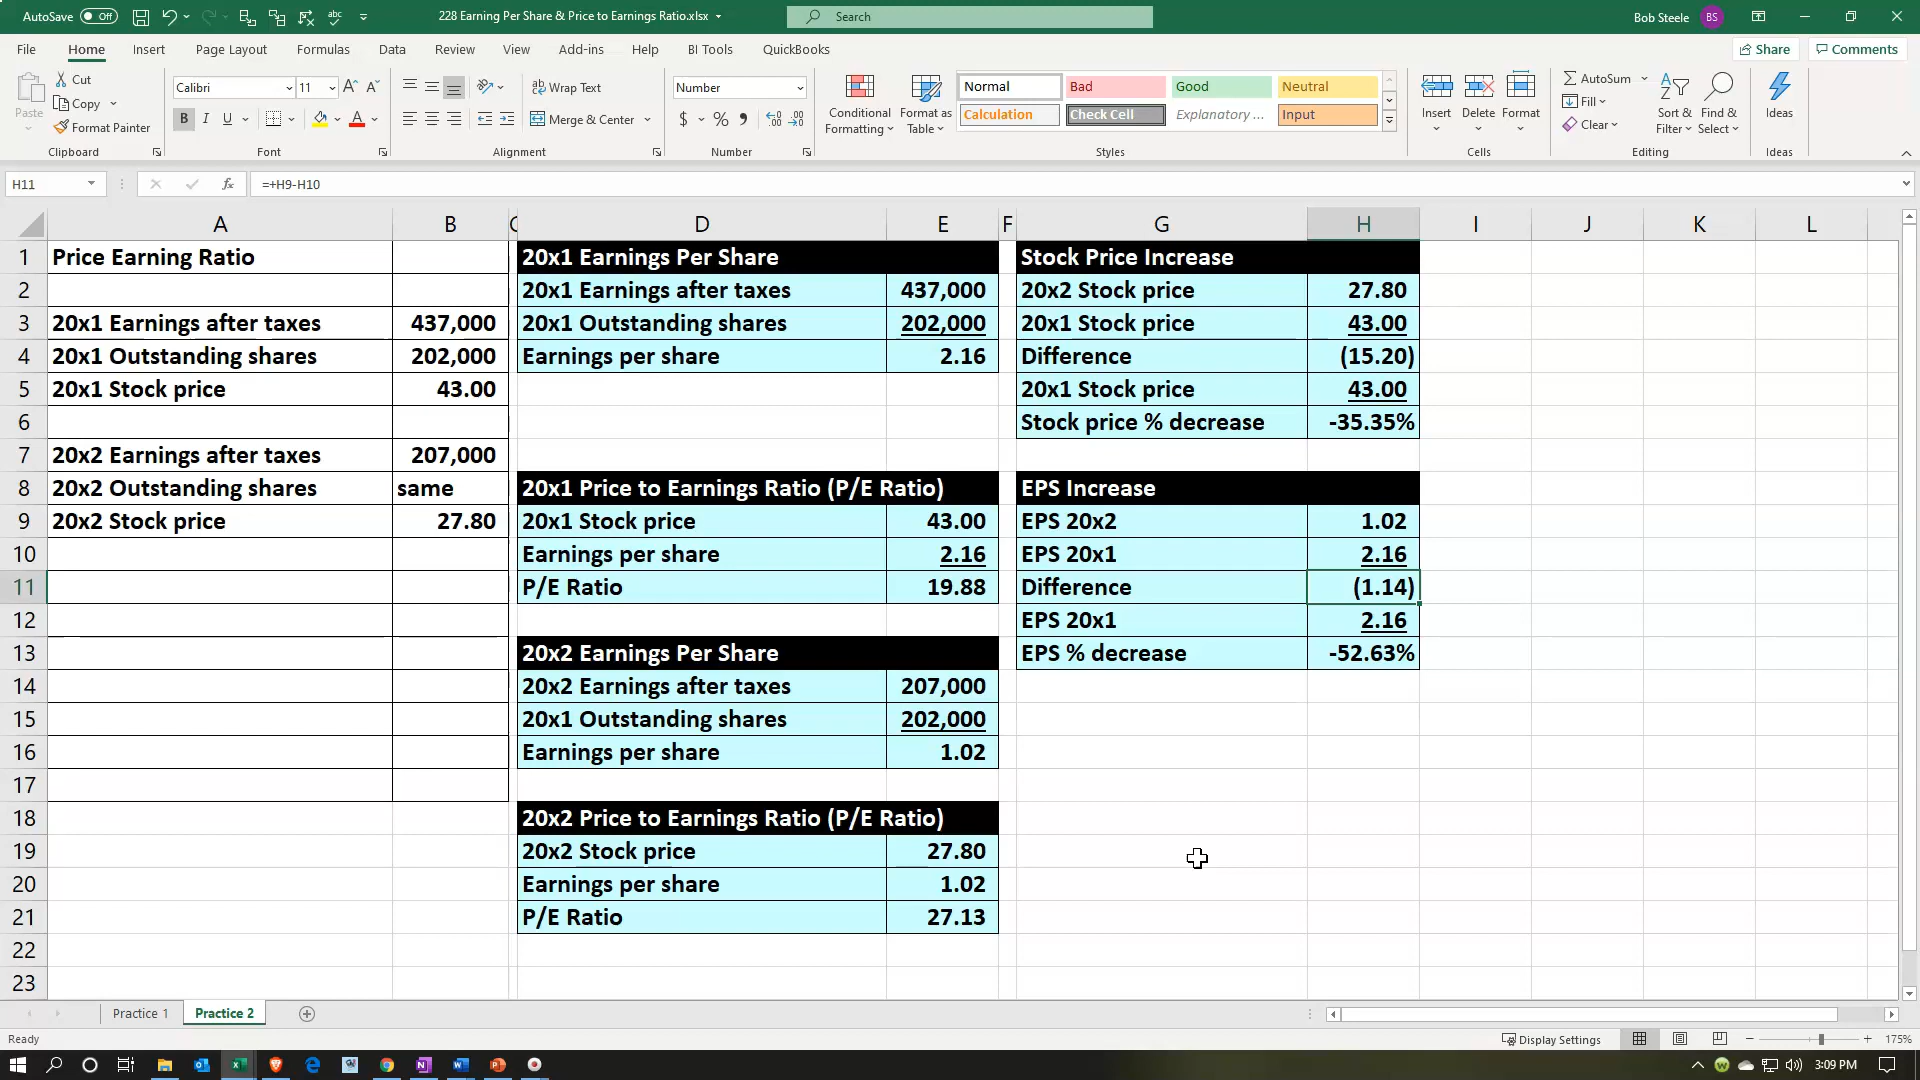 AutoSave Off 228 Earning Per Share & Price to Earnings Ratio.xlsx Search Bob Steele BS
File Home Insert Page Layout Formulas Data Review View Add-ins Help BI Tools QuickBooks Share Comments
Paste Cut Copy Format Painter Clipboard
Calibri 11 B I U A Font
Wrap Text Merge & Center Alignment
Number $ % Number
Conditional Formatting Format as Table
Normal Bad Good Neutral
Calculation Check Cell Explanatory ... Input
Styles
Insert Delete Format Cells
AutoSum Fill Clear Sort & Filter Find & Select Editing
Ideas Ideas
H11 fx =+H9-H10
A B C D E F G H I J K L
1 Price Earning Ratio 20x1 Earnings Per Share Stock Price Increase
2 20x1 Earnings after taxes 437,000 20x2 Stock price 27.80
3 20x1 Earnings after taxes 437,000 20x1 Outstanding shares 202,000 20x1 Stock price 43.00
4 20x1 Outstanding shares 202,000 Earnings per share 2.16 Difference (15.20)
5 20x1 Stock price 43.00 20x1 Stock price 43.00
6 Stock price % decrease -35.35%
7 20x2 Earnings after taxes 207,000
8 20x2 Outstanding shares same 20x1 Price to Earnings Ratio (P/E Ratio) EPS Increase
9 20x2 Stock price 27.80 20x1 Stock price 43.00 EPS 20x2 1.02
10 Earnings per share 2.16 EPS 20x1 2.16
11 P/E Ratio 19.88 Difference (1.14)
12 EPS 20x1 2.16
13 20x2 Earnings Per Share EPS % decrease -52.63%
14 20x2 Earnings after taxes 207,000
15 20x1 Outstanding shares 202,000
16 Earnings per share 1.02
17
18 20x2 Price to Earnings Ratio (P/E Ratio)
19 20x2 Stock price 27.80
20 Earnings per share 1.02
21 P/E Ratio 27.13
22
23
Practice 1 Practice 2
Ready Display Settings 175%
3:09 PM